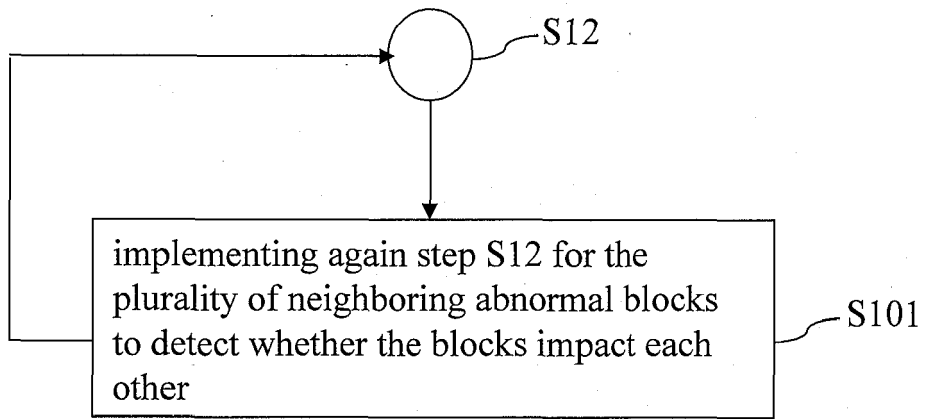 S12
implementing again step S12 for the
plurality of neighboring abnormal blocks
to detect whether the blocks impact each
other
S101